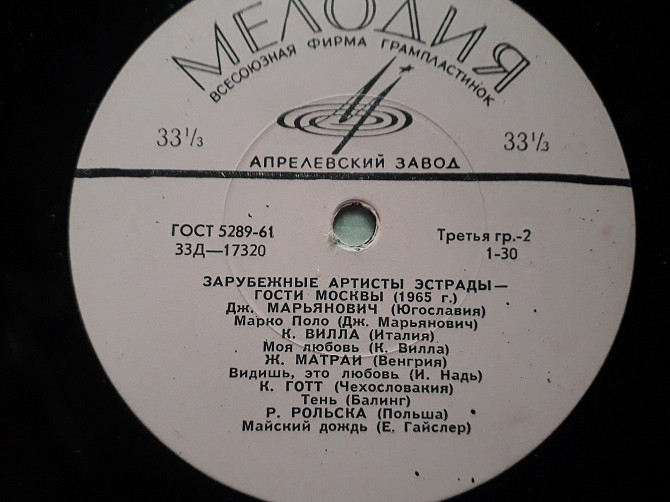 МЕЛОДИЯ
ВСЕСОЮЗНАЯ ФИРМА ГРАМПЛАСТИНОК
33 1/3 33 1/3
АПРЕЛЕВСКИЙ ЗАВОД
ГОСТ 5289-61 Третья гр.-2
33Д—17320 1-30
ЗАРУБЕЖНЫЕ АРТИСТЫ ЭСТРАДЫ—
ГОСТИ МОСКВЫ (1965 г.)
Дж. МАРЬЯНОВИЧ (Югославия)
Марко Поло (Дж. Марьянович)
К. ВИЛЛА (Италия)
Моя любовь (К. Вилла)
Ж. МАТРАИ (Венгрия)
Видишь, это любовь (И. Надь)
К. ГОТТ (Чехословакия)
Тень (Балинг)
Р. РОЛЬСКА (Польша)
Майский дождь (Е. Гайслер)